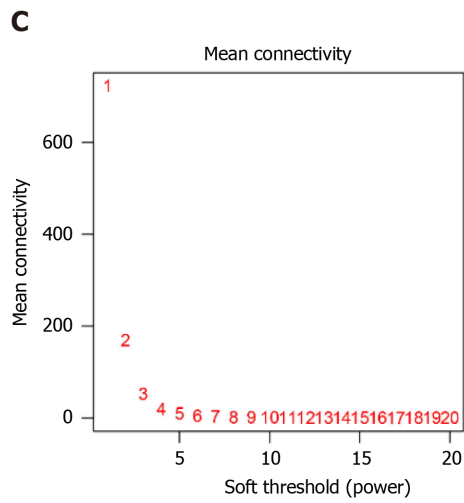 C
Mean connectivity
Mean connectivity
600
400
200
0
1
2
3
4 5 6 7 8 9 10 11 12 13 14 15 16 17 18 19 20
5 10 15 20
Soft threshold (power)